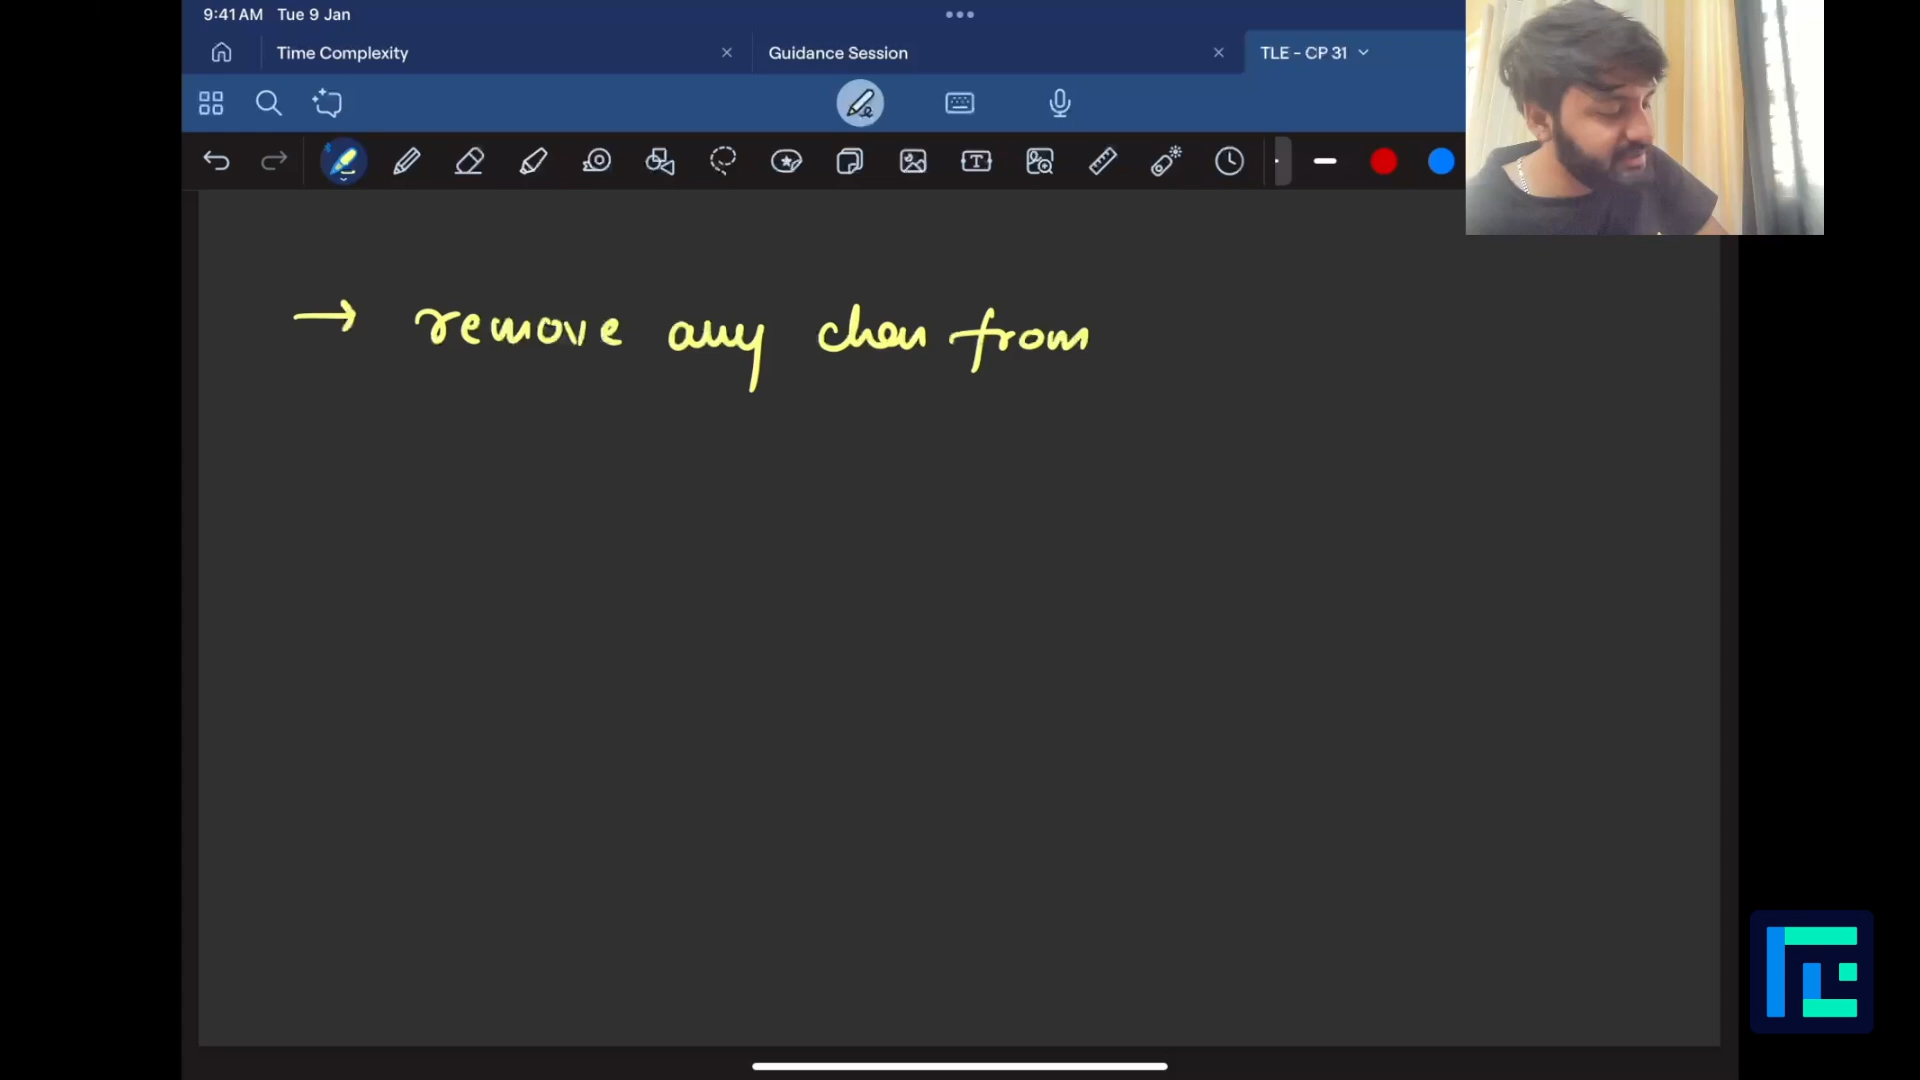 9:41 AM Tue 9 Jan
Time Complexity
Guidance Session
TLE - CP 31
→ remove any char from